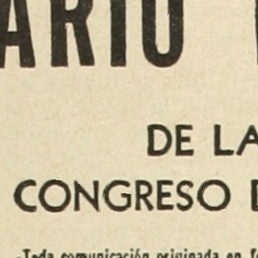 ARIO
DE LA
CONGRESO D
-Toda comunicación originada en